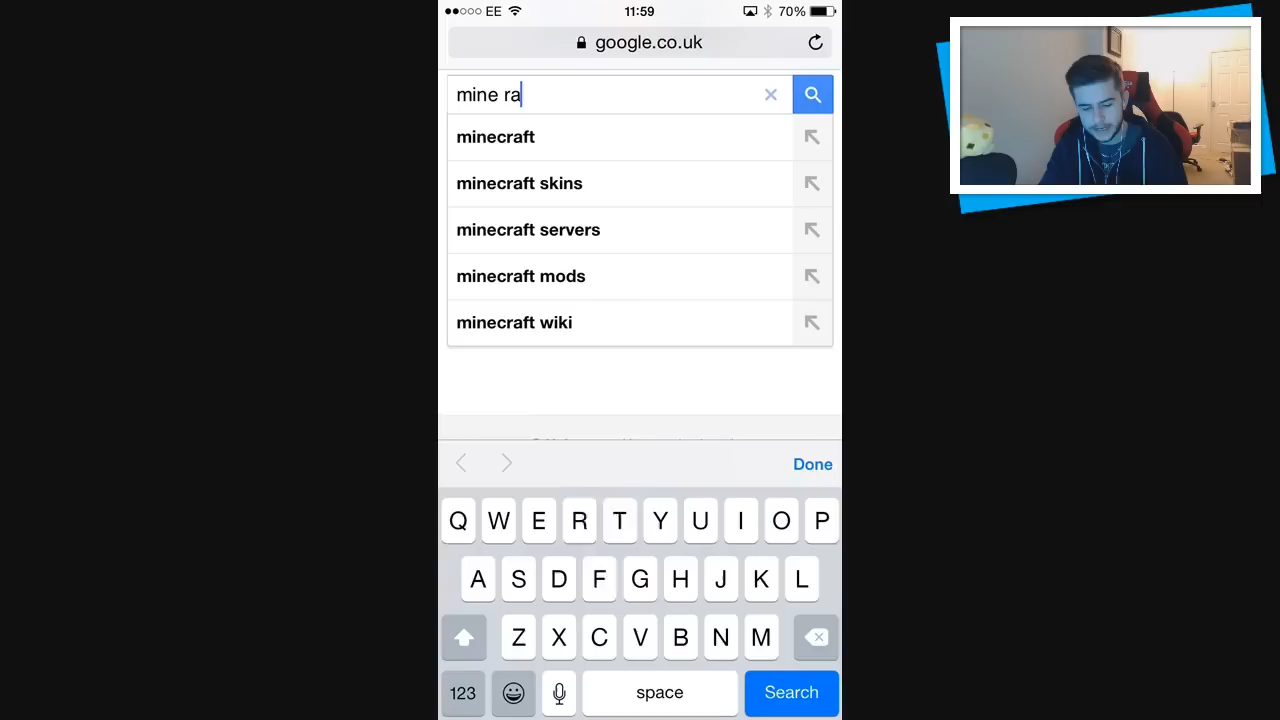 EE 11:59 70%
google.co.uk
mine ra
minecraft
minecraft skins
minecraft servers
minecraft mods
minecraft wiki
Done
Q W E R T Y U I O P
A S D F G H J K L
Z X C V B N M
123 space Search